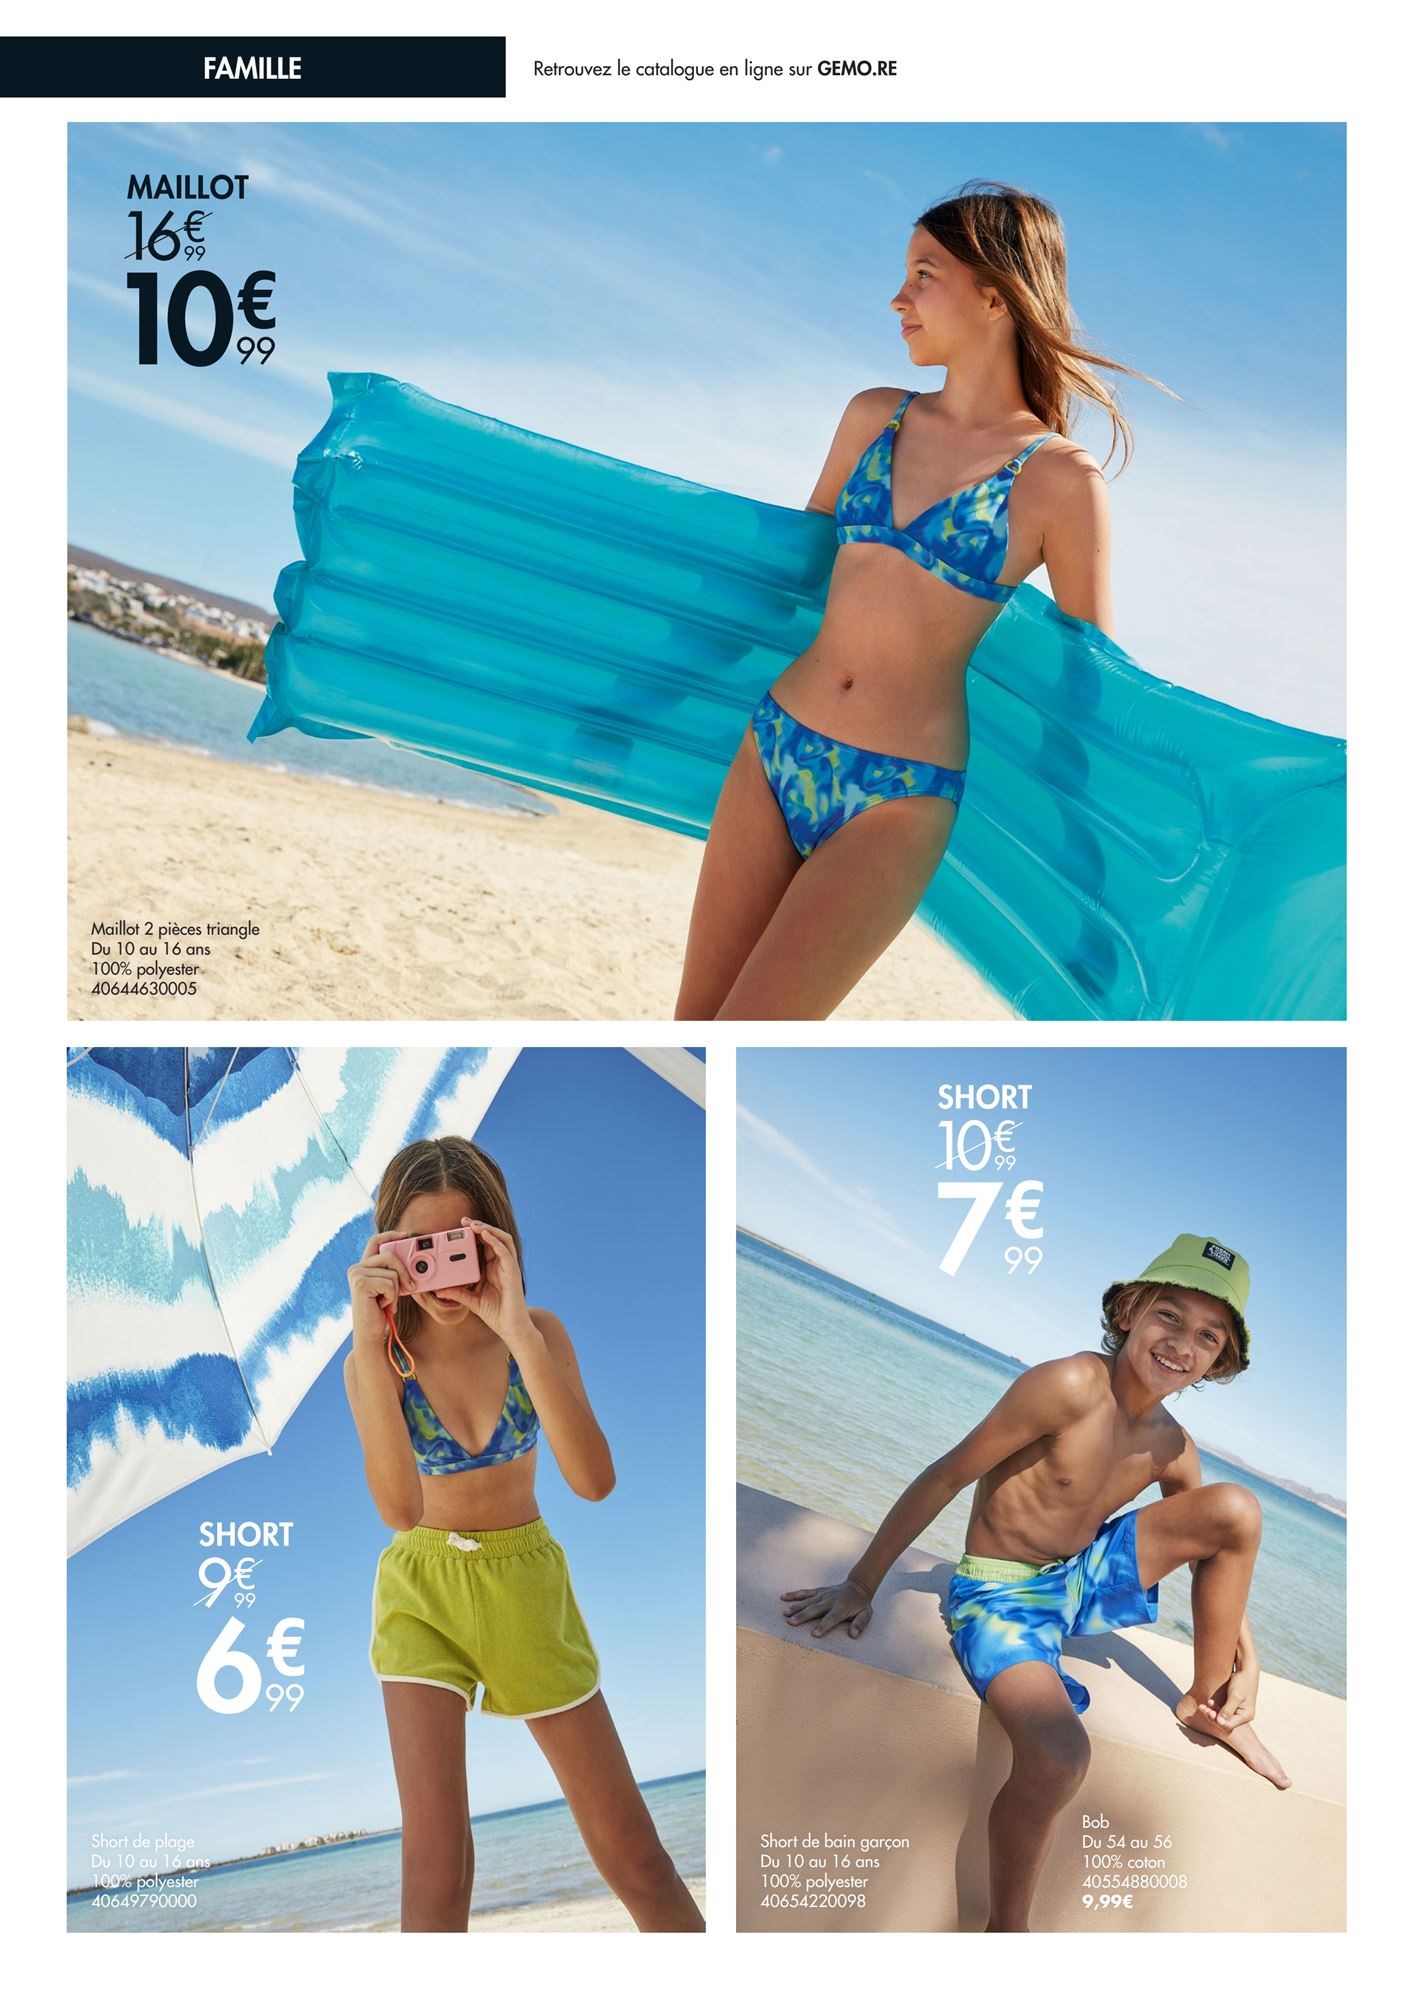 FAMILLE
Retrouvez le catalogue en ligne sur GEMO.RE
MAILLOT
16€99
10€99
Maillot 2 pièces triangle
Du 10 au 16 ans
100% polyester
40644630005
SHORT
9€99
6€99
Short de plage
Du 10 au 16 ans
100% polyester
40649790000
SHORT
10€99
7€99
Short de bain garçon
Du 10 au 16 ans
100% polyester
40654220098
Bob
Du 54 au 56
100% coton
40554880008
9,99€